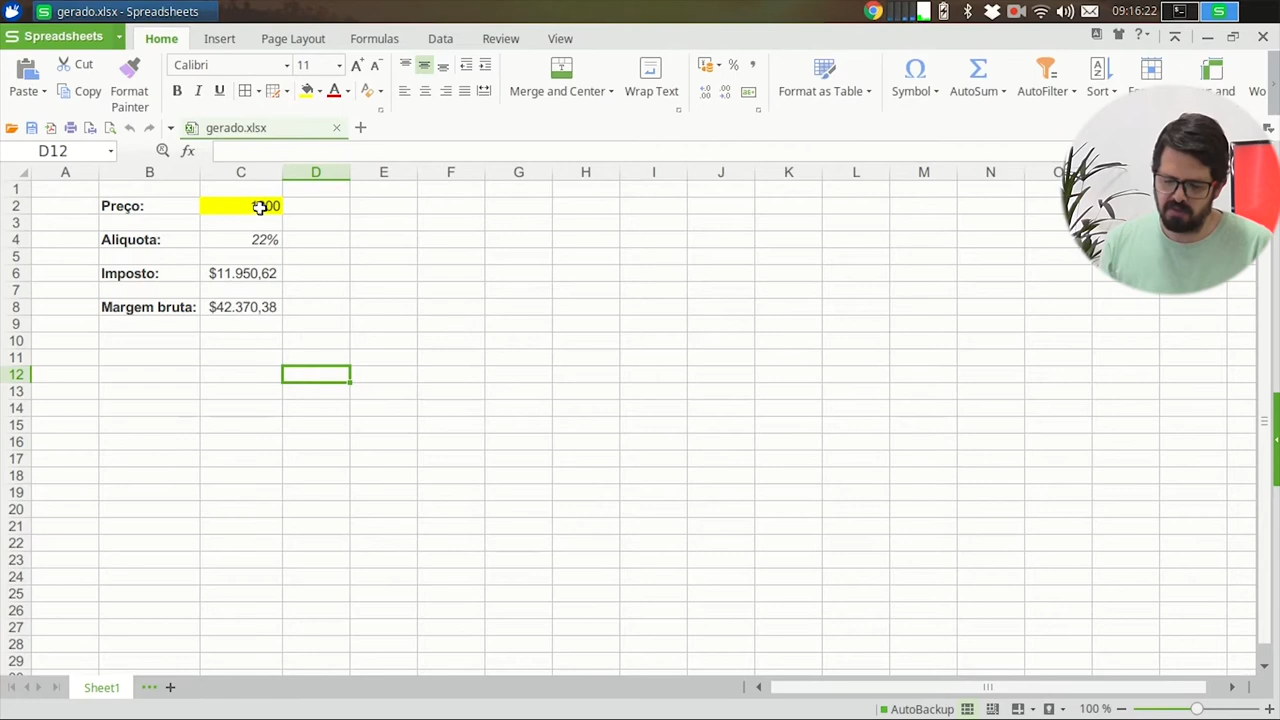 gerado.xlsx - Spreadsheets
09:16:22
Spreadsheets
Home
Insert
Page Layout
Formulas
Data
Review
View
Paste
Cut
Copy
Format
Painter
Calibri
11
Merge and Center
Wrap Text
Format as Table
Symbol
AutoSum
AutoFilter
Sort
gerado.xlsx
D12
fx
A B C D E F G H I J K L M N
1
2 Preço:
3
4 Aliquota: 22%
5
6 Imposto: $11.950,62
7
8 Margem bruta: $42.370,38
9
10
11
12
13
14
15
16
17
18
19
20
21
22
23
24
25
26
27
28
29
Sheet1
AutoBackup
100 %